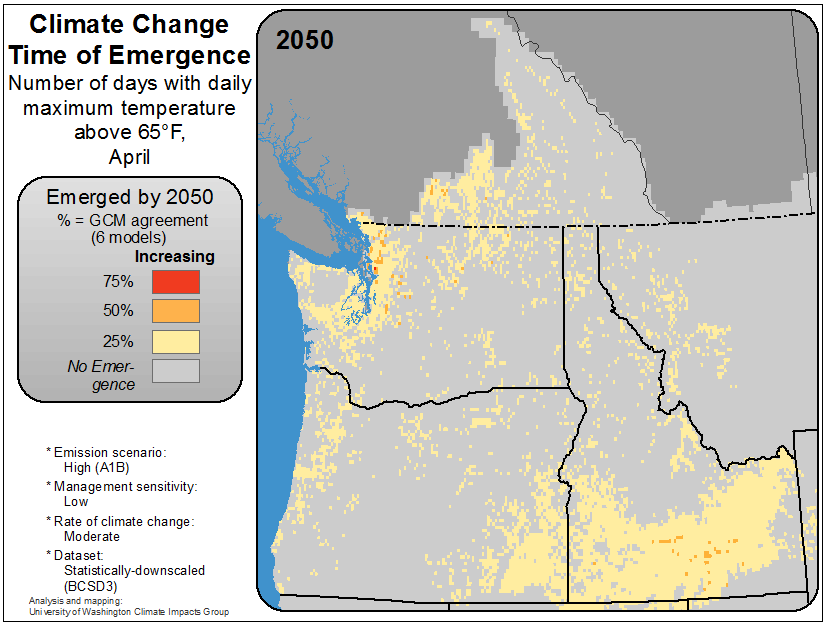 Climate Change
Time of Emergence
Number of days with daily
maximum temperature
above 65°F,
April
2050
Emerged by 2050
% = GCM agreement
(6 models)
Increasing
75%
50%
25%
No Emer-
gence
* Emission scenario:
High (A1B)
* Management sensitivity:
Low
* Rate of climate change:
Moderate
* Dataset:
Statistically-downscaled
(BCSD3)
Analysis and mapping:
University of Washington Climate Impacts Group